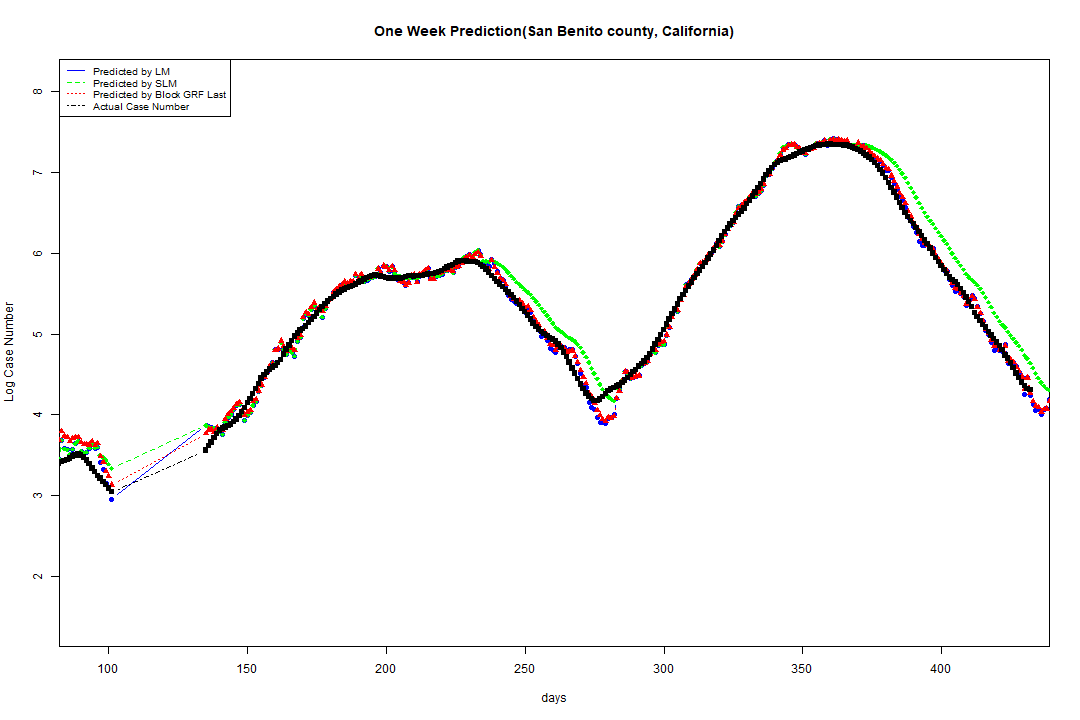 One Week Prediction(San Benito county, California)
Predicted by LM
Predicted by SLM
Predicted by Block GRF Last
Actual Case Number
8
7
6
5
4
3
2
Log Case Number
100 150 200 250 300 350 400
days